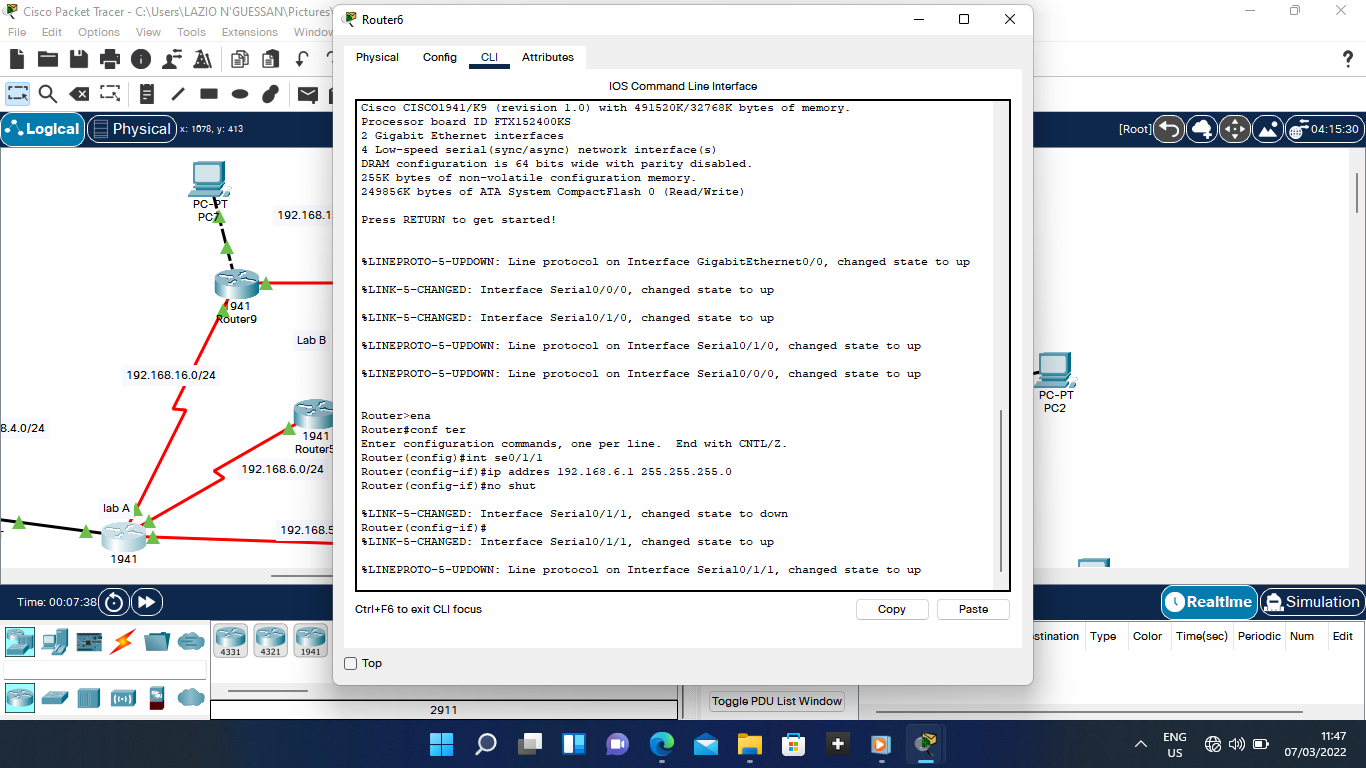 Cisco Packet Tracer - C:\Users\LAZIO N'GUESSAN\Pictures\
File Edit Options View Tools Extensions Window
Logical
Physical
x: 1078, y: 413
[Root]
04:15:30
PC-PT
PC7
192.168.1
1941
Router9
Lab B
192.168.16.0/24
8.4.0/24
1941
Router5
192.168.6.0/24
lab A
192.168.5
1941
PC-PT
PC2
Router6
Physical Config CLI Attributes
IOS Command Line Interface
Cisco CISCO1941/K9 (revision 1.0) with 491520K/32768K bytes of memory.
Processor board ID FTX152400KS
2 Gigabit Ethernet interfaces
4 Low-speed serial(sync/async) network interface(s)
DRAM configuration is 64 bits wide with parity disabled.
255K bytes of non-volatile configuration memory.
249856K bytes of ATA System CompactFlash 0 (Read/Write)
Press RETURN to get started!
%LINEPROTO-5-UPDOWN: Line protocol on Interface GigabitEthernet0/0, changed state to up
%LINK-5-CHANGED: Interface Serial0/0/0, changed state to up
%LINK-5-CHANGED: Interface Serial0/1/0, changed state to up
%LINEPROTO-5-UPDOWN: Line protocol on Interface Serial0/1/0, changed state to up
%LINEPROTO-5-UPDOWN: Line protocol on Interface Serial0/0/0, changed state to up
Router>ena
Router#conf ter
Enter configuration commands, one per line.  End with CNTL/Z.
Router(config)#int se0/1/1
Router(config-if)#ip addres 192.168.6.1 255.255.255.0
Router(config-if)#no shut
%LINK-5-CHANGED: Interface Serial0/1/1, changed state to down
Router(config-if)#
%LINK-5-CHANGED: Interface Serial0/1/1, changed state to up
%LINEPROTO-5-UPDOWN: Line protocol on Interface Serial0/1/1, changed state to up
Ctrl+F6 to exit CLI focus
Copy
Paste
Top
Time: 00:07:38
Realtime
Simulation
4331
4321
1941
2911
stination Type Color Time(sec) Periodic Num Edit
Toggle PDU List Window
ENG
US
11:47
07/03/2022